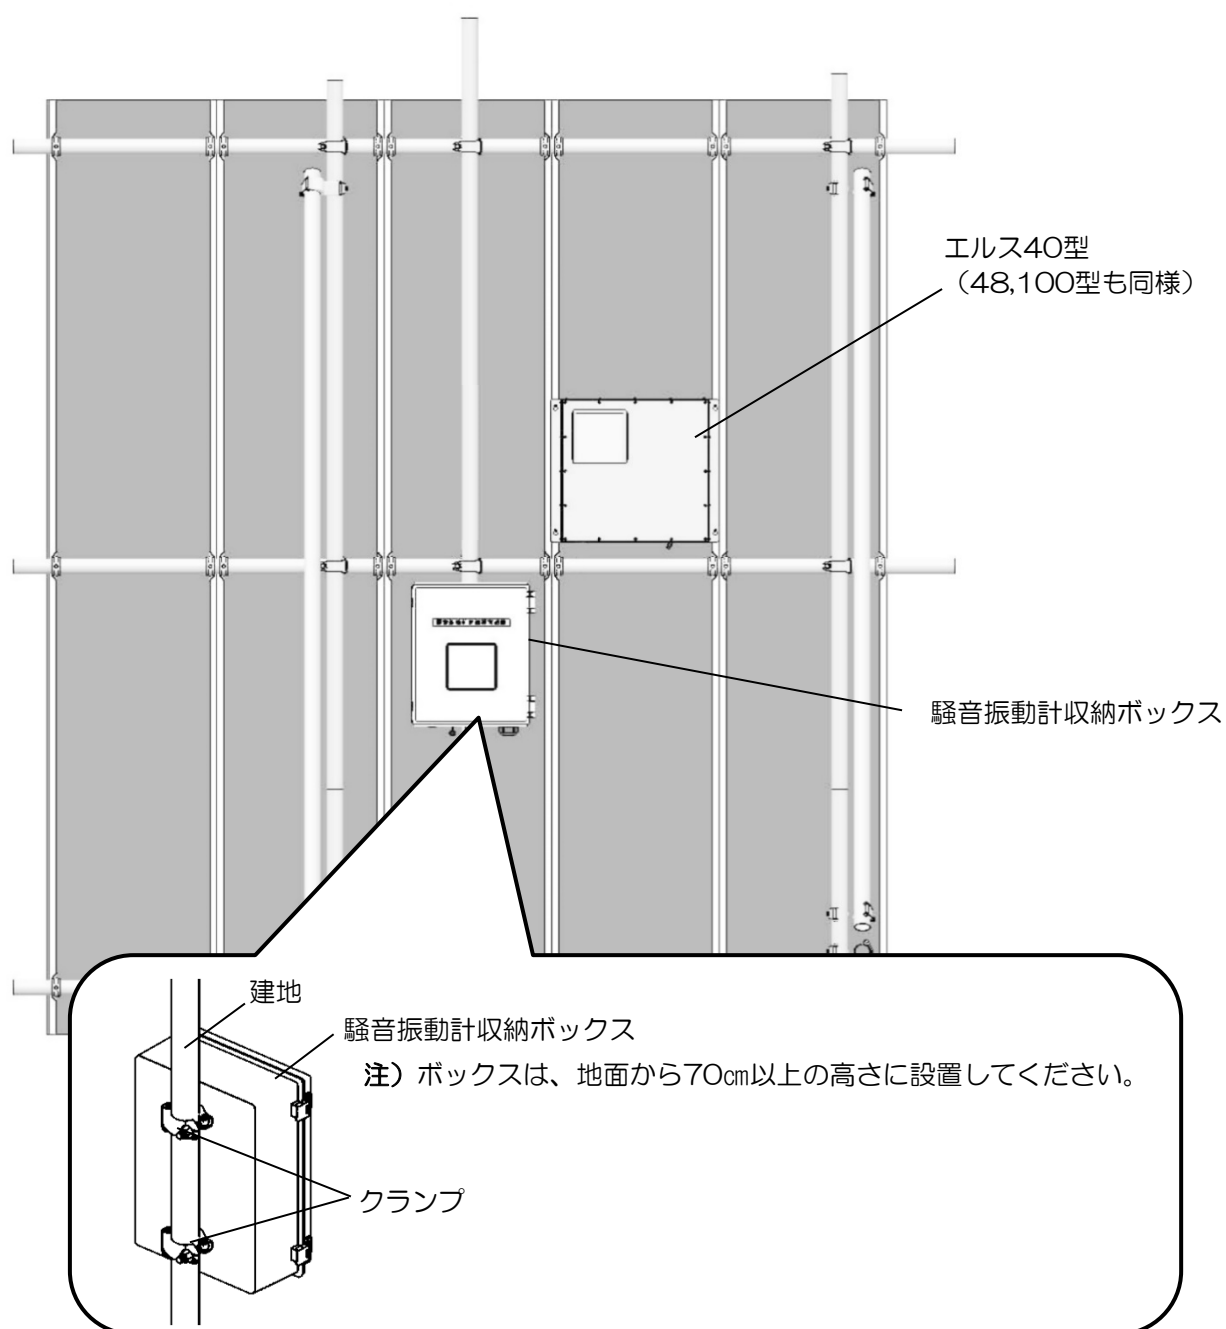 エルス40型
（48,100型も同様）
騒音振動計収納ボックス
建地
騒音振動計収納ボックス
注）ボックスは、地面から70㎝以上の高さに設置してください。
クランプ